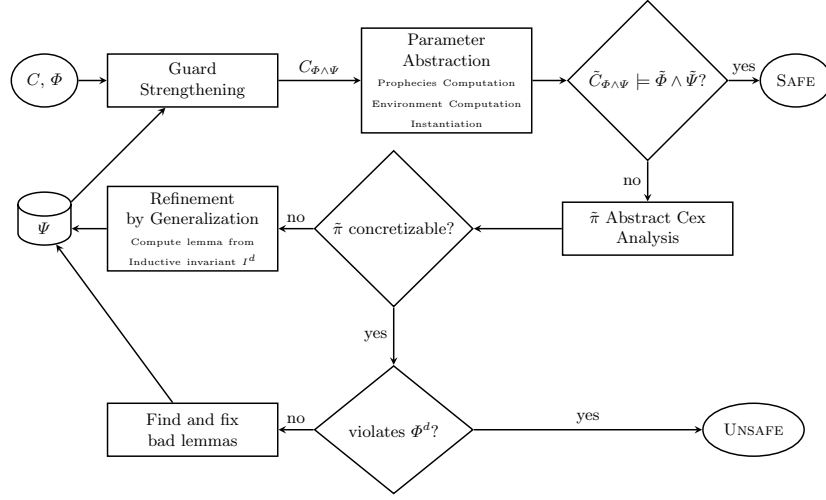 C, Φ
Guard
Strengthening
C_{Φ∧Ψ}
Parameter
Abstraction
Prophecies Computation
Environment Computation
Instantiation
C̃_{Φ∧Ψ} ⊨ Φ̃ ∧ Ψ̃?
yes
SAFE
no
Ψ
Refinement
by Generalization
Compute lemma from
Inductive invariant I^d
no
π̃ concretizable?
π̃ Abstract Cex
Analysis
yes
Find and fix
bad lemmas
no
violates Φ^d?
yes
UNSAFE